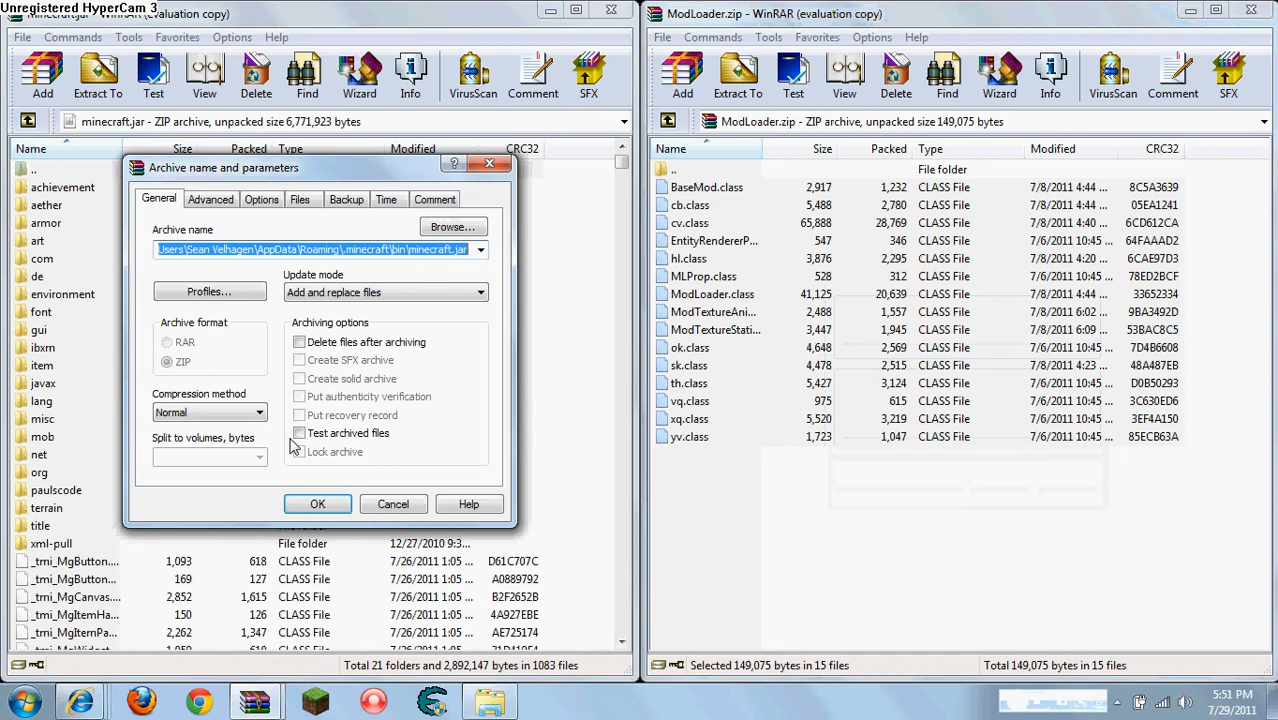 Unregistered HyperCam 3
minecraft.jar - WinRAR (evaluation copy)
File Commands Tools Favorites Options Help
Add Extract To Test View Delete Find Wizard Info VirusScan Comment SFX
minecraft.jar - ZIP archive, unpacked size 6,771,923 bytes
Name Size Packed Type Modified CRC32
..
achievement
aether
armor
art
com
de
environment
font
gui
ibxrn
item
javax
lang
misc
mob
net
org
paulscode
terrain
title
xml-pull File folder 12/27/2010 9:3...
_tmi_MgButton.... 1,093 618 CLASS File 7/26/2011 1:05 ... D61C707C
_tmi_MgButton... 169 127 CLASS File 7/26/2011 1:05 ... A0889792
_tmi_MgCanvas... 2,852 1,615 CLASS File 7/26/2011 1:05 ... B2F2652B
_tmi_MgItemHa... 150 126 CLASS File 7/26/2011 1:05 ... 4A927EBE
_tmi_MgItemPa... 2,262 1,347 CLASS File 7/26/2011 1:05 ... AE725174
Total 21 folders and 2,892,147 bytes in 1083 files
Archive name and parameters
General Advanced Options Files Backup Time Comment
Archive name
Browse...
Users\Sean Velhagen\AppData\Roaming\.minecraft\bin\minecraft.jar
Update mode
Profiles... Add and replace files
Archive format
RAR
ZIP
Archiving options
Delete files after archiving
Create SFX archive
Create solid archive
Put authenticity verification
Put recovery record
Test archived files
Lock archive
Compression method
Normal
Split to volumes, bytes
OK Cancel Help
ModLoader.zip - WinRAR (evaluation copy)
File Commands Tools Favorites Options Help
Add Extract To Test View Delete Find Wizard Info VirusScan Comment SFX
ModLoader.zip - ZIP archive, unpacked size 149,075 bytes
Name Size Packed Type Modified CRC32
.. File folder
BaseMod.class 2,917 1,232 CLASS File 7/8/2011 4:44 ... 8C5A3639
cb.class 5,488 2,780 CLASS File 7/8/2011 4:44 ... 05EA1241
cv.class 65,888 28,769 CLASS File 7/8/2011 10:45 ... 6CD612CA
EntityRendererP... 547 346 CLASS File 7/8/2011 4:44 ... 64FAAAAF
hl.class 3,876 2,295 CLASS File 7/8/2011 4:20 ... 6E22621C
MLProp.class 528 312 CLASS File 7/8/2011 4:44 ... 78ED2BCF
ModLoader.class 41,125 20,639 CLASS File 7/8/2011 4:44 ... 33652334
ModTextureAni... 2,488 1,557 CLASS File 7/8/2011 6:02 ... 9BA3492D
ModTextureStati... 3,447 1,945 CLASS File 7/8/2011 6:02 ... 4098C5D8
ok.class 4,648 2,569 CLASS File 7/8/2011 10:45 ... 7D4B6608
sk.class 4,478 2,515 CLASS File 7/8/2011 4:23 ... 48A487EB
th.class 5,427 3,124 CLASS File 7/8/2011 10:45 ... D0B50293
vq.class 975 615 CLASS File 7/8/2011 10:45 ... 3C630ED6
xq.class 5,520 3,219 CLASS File 7/8/2011 10:45 ... 3EF4A150
yv.class 1,723 1,047 CLASS File 7/8/2011 10:45 ... 85ECB63A
Selected 149,075 bytes in 15 files Total 149,075 bytes in 15 files
5:51 PM
7/29/2011